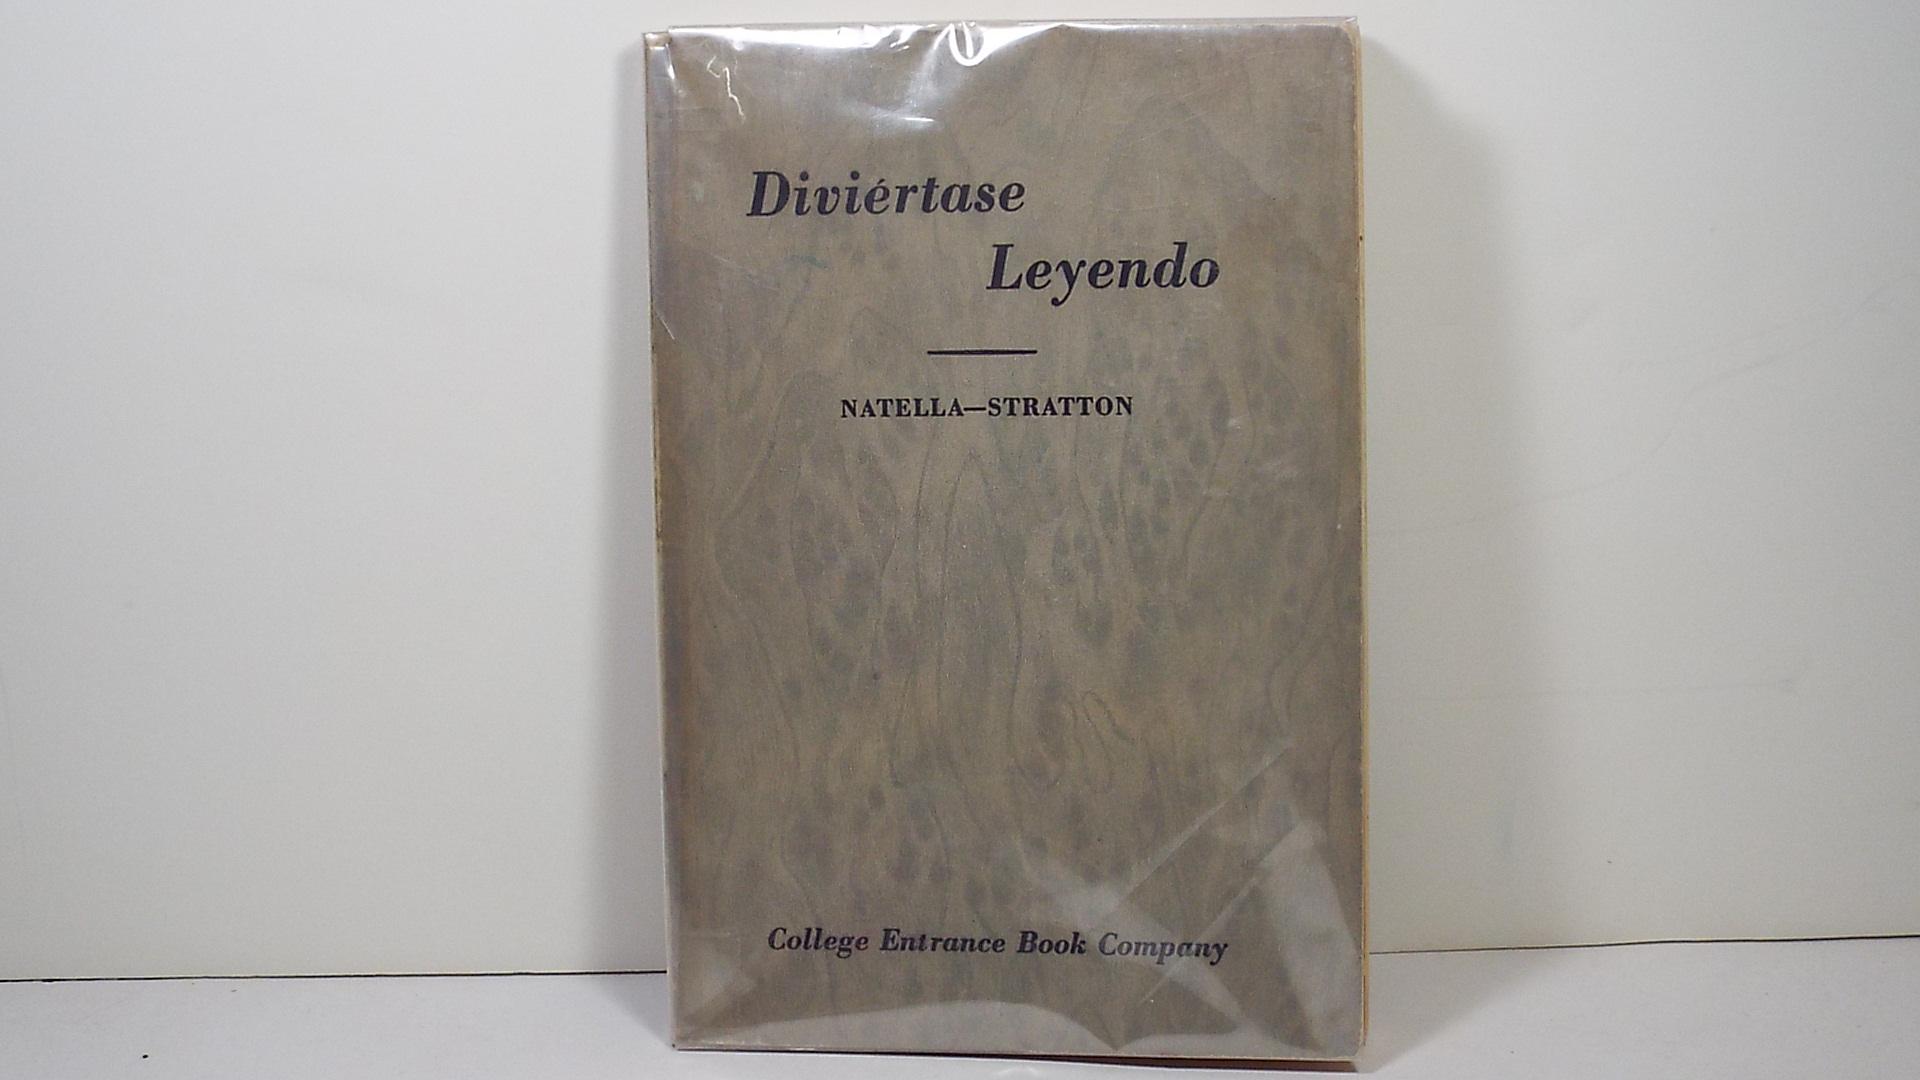 Diviértase
Leyendo
NATELLA—STRATTON
College Entrance Book Company